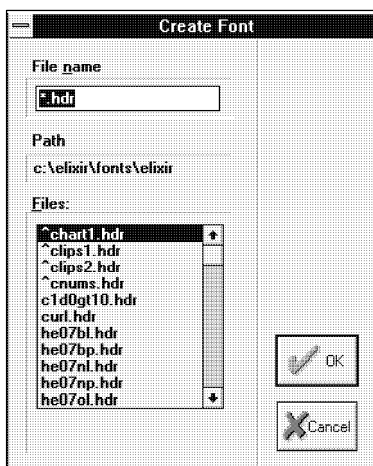 Create Font
File name
*.hdr
Path
c:\elixir\fonts\elixir
Files:
^chart1.hdr
^clips1.hdr
^clips2.hdr
^cnums.hdr
c1d0gt10.hdr
curl.hdr
he07bl.hdr
he07bp.hdr
he07nl.hdr
he07np.hdr
he07ol.hdr
OK
Cancel